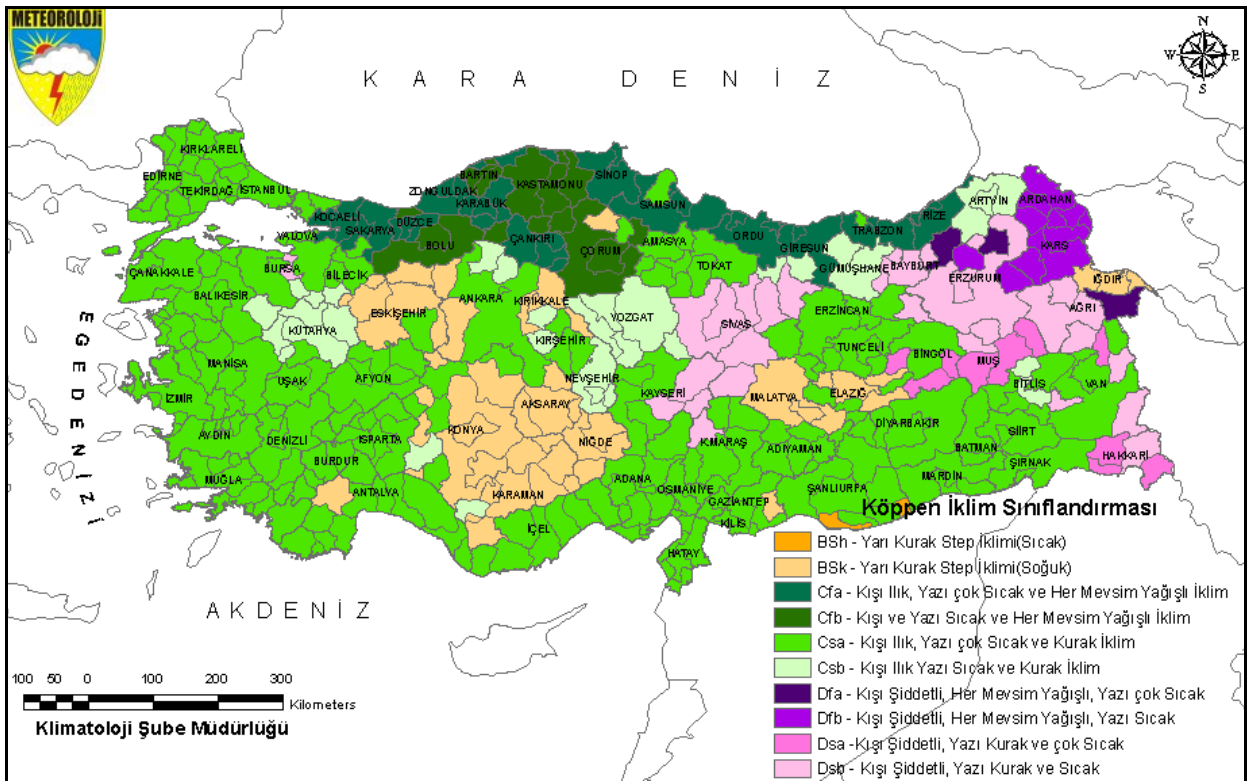 METEOROLOJİ
N
W E
S
K A R A D E N İ Z
KIRKLARELİ
EDİRNE
TEKİRDAĞ
İSTANBUL
KOCAELİ
YALOVA
SAKARYA
DÜZCE
ZONGULDAK
BARTIN
KARABÜK
KASTAMONU
SİNOP
SAMSUN
BOLU
ÇANKIRI
ÇORUM
AMASYA
TOKAT
ORDU
GİRESUN
TRABZON
RİZE
ARTVİN
ARDAHAN
KARS
GÜMÜŞHANE
BAYBURT
ERZURUM
IĞDIR
AĞRI
ÇANAKKALE
BURSA
BİLECİK
BALIKESİR
ESKİŞEHİR
ANKARA
KIRIKKALE
YOZGAT
SİVAS
ERZİNCAN
KÜTAHYA
KIRŞEHİR
TUNCELİ
BİNGÖL
MUŞ
EGE DENİZİ
MANİSA
UŞAK
AFYON
NEVŞEHİR
KAYSERİ
MALATYA
ELAZIĞ
BİTLİS
VAN
İZMİR
AKSARAY
AYDIN
DENİZLİ
ISPARTA
KONYA
NİĞDE
K.MARAŞ
ADIYAMAN
DİYARBAKIR
BATMAN
SİİRT
HAKKARİ
BURDUR
MUĞLA
ANTALYA
KARAMAN
ADANA
OSMANİYE
GAZİANTEP
ŞANLIURFA
MARDİN
ŞIRNAK
İÇEL
KİLİS
HATAY
AKDENİZ
Köppen İklim Sınıflandırması
BSh - Yarı Kurak Step İklimi(Sıcak)
BSk - Yarı Kurak Step İklimi(Soğuk)
Cfa - Kışı Ilık, Yazı çok Sıcak ve Her Mevsim Yağışlı İklim
Cfb - Kışı ve Yazı Sıcak ve Her Mevsim Yağışlı İklim
Csa - Kışı Ilık, Yazı çok Sıcak ve Kurak İklim
Csb - Kışı Ilık Yazı Sıcak ve Kurak İklim
Dfa - Kışı Şiddetli, Her Mevsim Yağışlı, Yazı çok Sıcak
Dfb - Kışı Şiddetli, Her Mevsim Yağışlı, Yazı Sıcak
Dsa -Kışı Şiddetli, Yazı Kurak ve çok Sıcak
Dsb - Kışı Şiddetli, Yazı Kurak ve Sıcak
100 50 0 100 200 300
Kilometers
Klimatoloji Şube Müdürlüğü